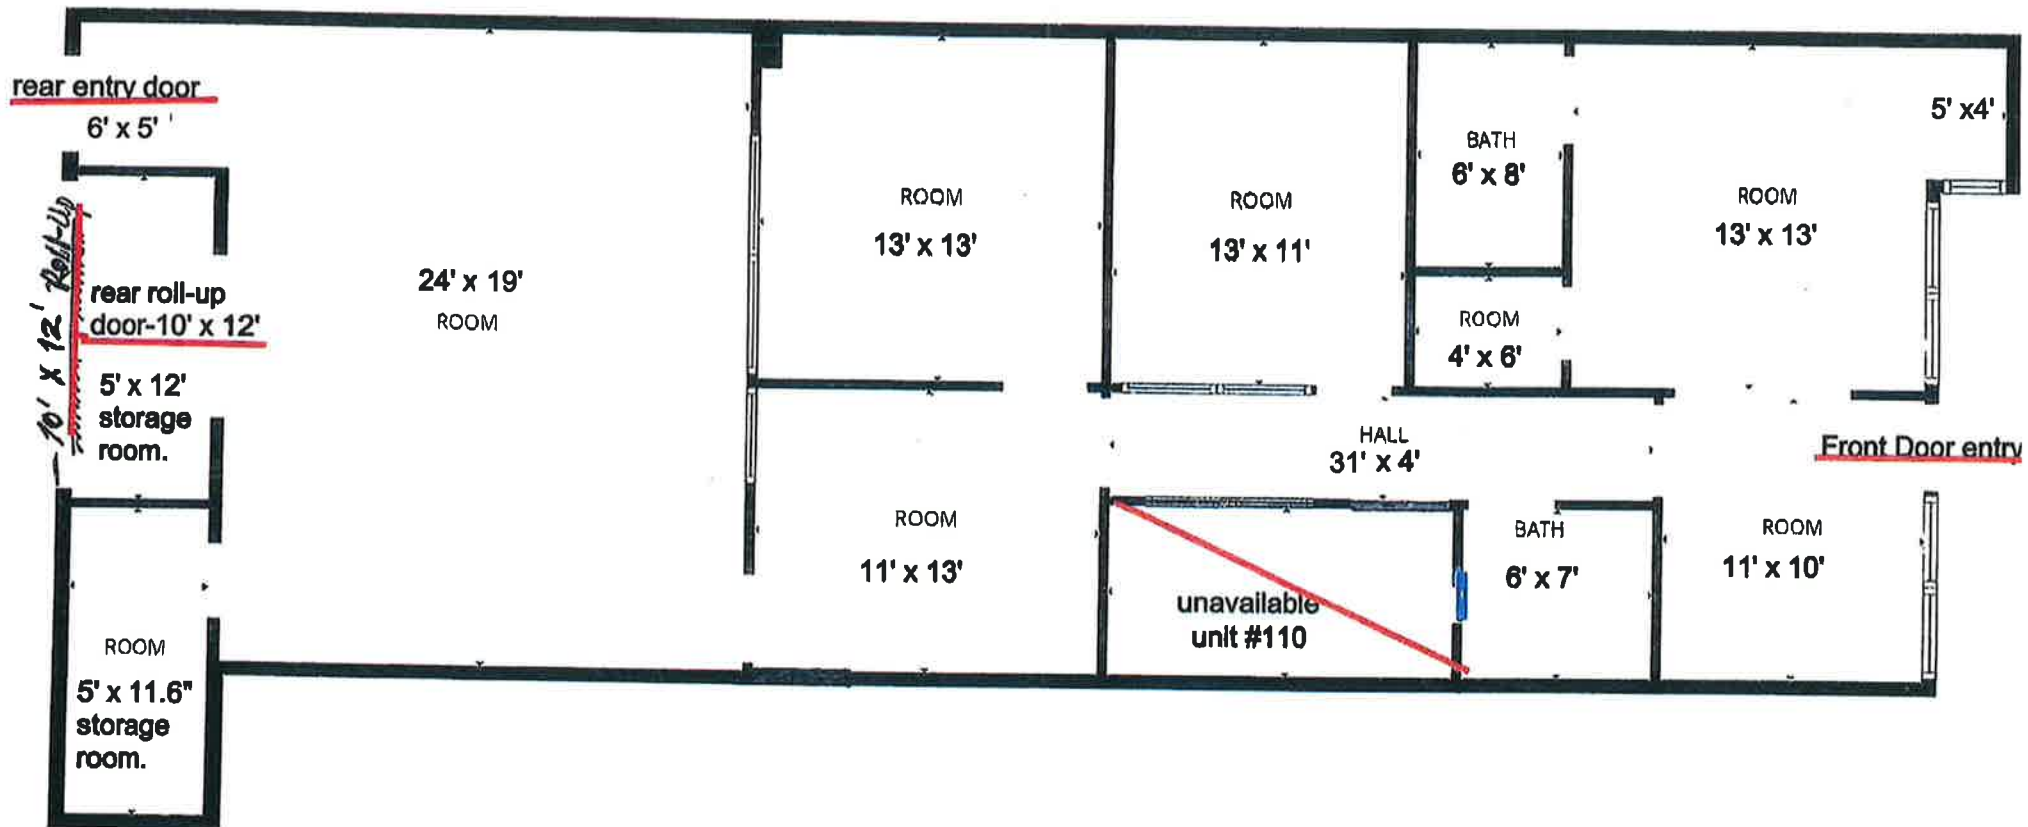 rear entry door
6' x 5'
10' x 12' Roll-Up
rear roll-up
door-10' x 12'
5' x 12'
storage
room.
ROOM
5' x 11.6"
storage
room.
24' x 19'
ROOM
ROOM
13' x 13'
ROOM
13' x 11'
BATH
6' x 8'
ROOM
4' x 6'
ROOM
13' x 13'
5' x4'
HALL
31' x 4'
Front Door entry
ROOM
11' x 13'
unavailable
unit #110
BATH
6' x 7'
ROOM
11' x 10'